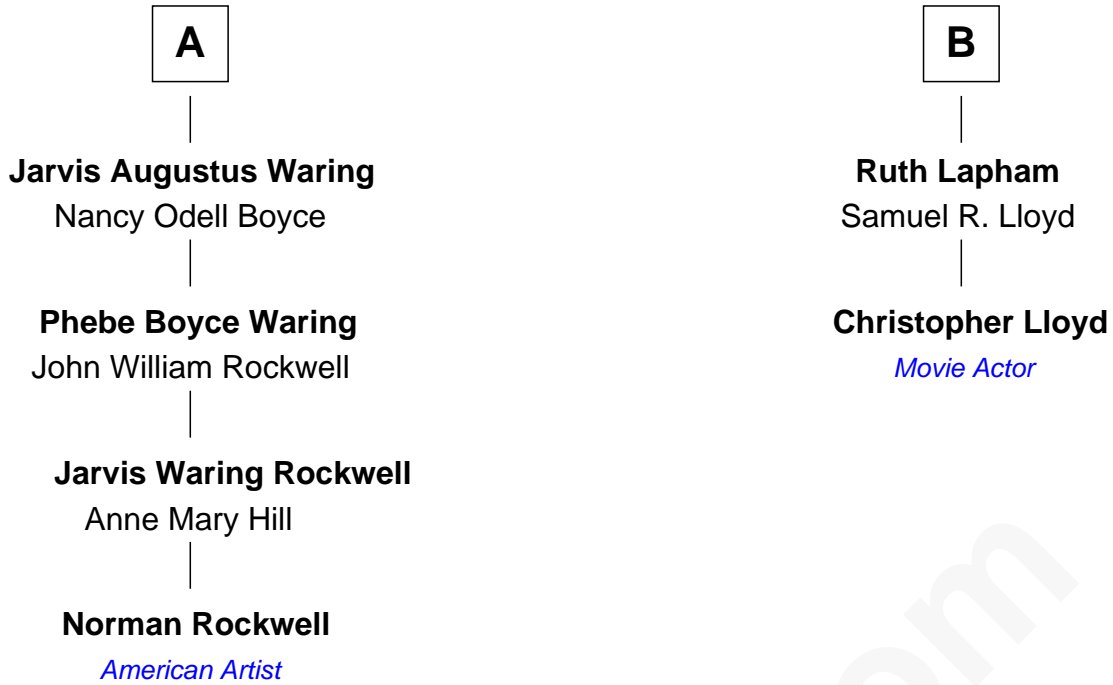 A
Jarvis Augustus Waring
Nancy Odell Boyce
Phebe Boyce Waring
John William Rockwell
Jarvis Waring Rockwell
Anne Mary Hill
Norman Rockwell
American Artist
B
Ruth Lapham
Samuel R. Lloyd
Christopher Lloyd
Movie Actor
om